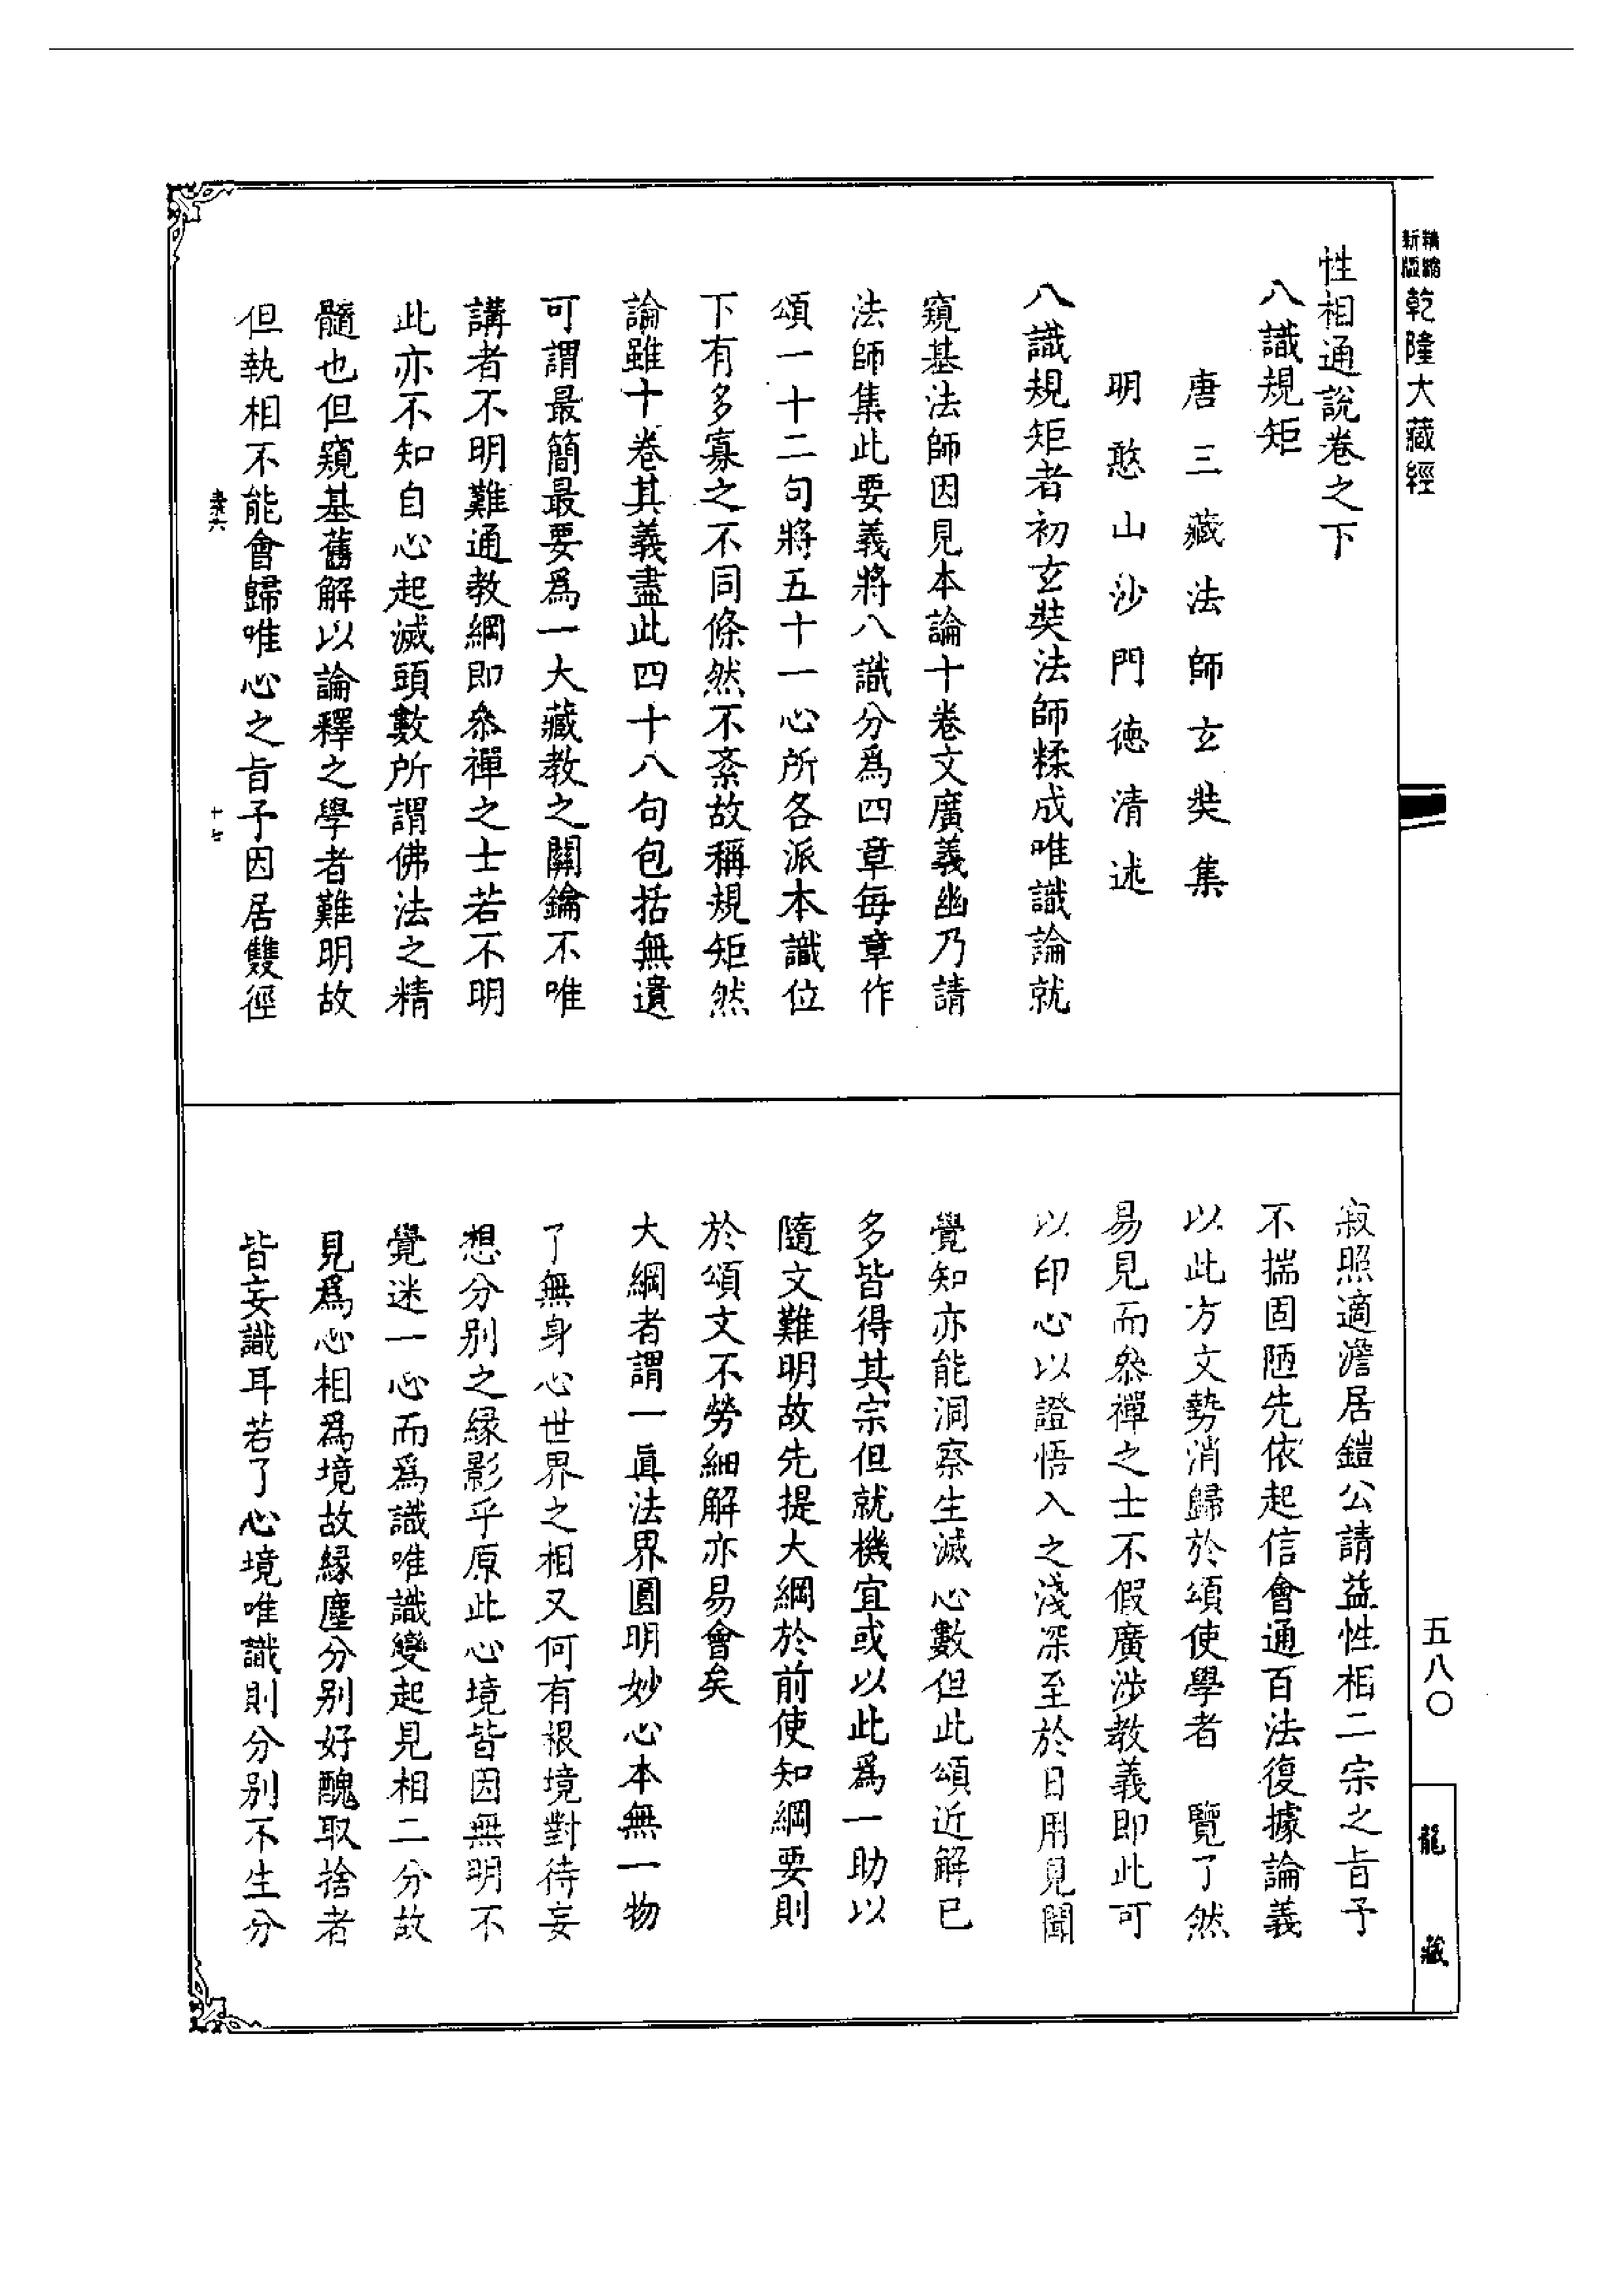 精縮新版 乾隆大藏經
性相通說卷之下
八識規矩
唐三藏法師玄奘集
明憨山沙門德清述
八識規矩者初玄奘法師糅成唯識論就
窺基法師因見本論十卷文廣義幽乃請
法師集此要義將八識分爲四章每章作
頌一十二句將五十一心所各派本識位
下有多寡之不同條然不紊故稱規矩然
論雖十卷其義盡此四十八句包括無遺
可謂最簡最要爲一大藏教之關鑰不唯
講者不明難通教綱即叅禪之士若不明
此亦不知自心起滅頭數所謂佛法之精
髓也但窺基舊解以論釋之學者難明故
但執相不能會歸唯心之旨予因居雙徑
十七
寂照適澹居鎧公請益性相二宗之旨予
不揣固陋先依起信會通百法復據論義
以此方文勢消歸於頌使學者 覽了然
易見而叅禪之士不假廣涉教義即此可
以印心以證悟入之淺深至於日用見聞
覺知亦能洞察生滅心數但此頌近解已
多皆得其宗但就機宜或以此爲一助以
隨文難明故先提大綱於前使知綱要則
於頌文不勞細解亦易會矣
大綱者謂一眞法界圓明妙心本無一物
了無身心世界之相又何有根境對待妄
想分别之緣影乎原此心境皆因無明不
覺迷一心而爲識唯識變起見相二分故
見爲心相爲境故緣塵分别好醜取捨者
皆妄識耳若了心境唯識則分别不生分
五八〇
龍藏